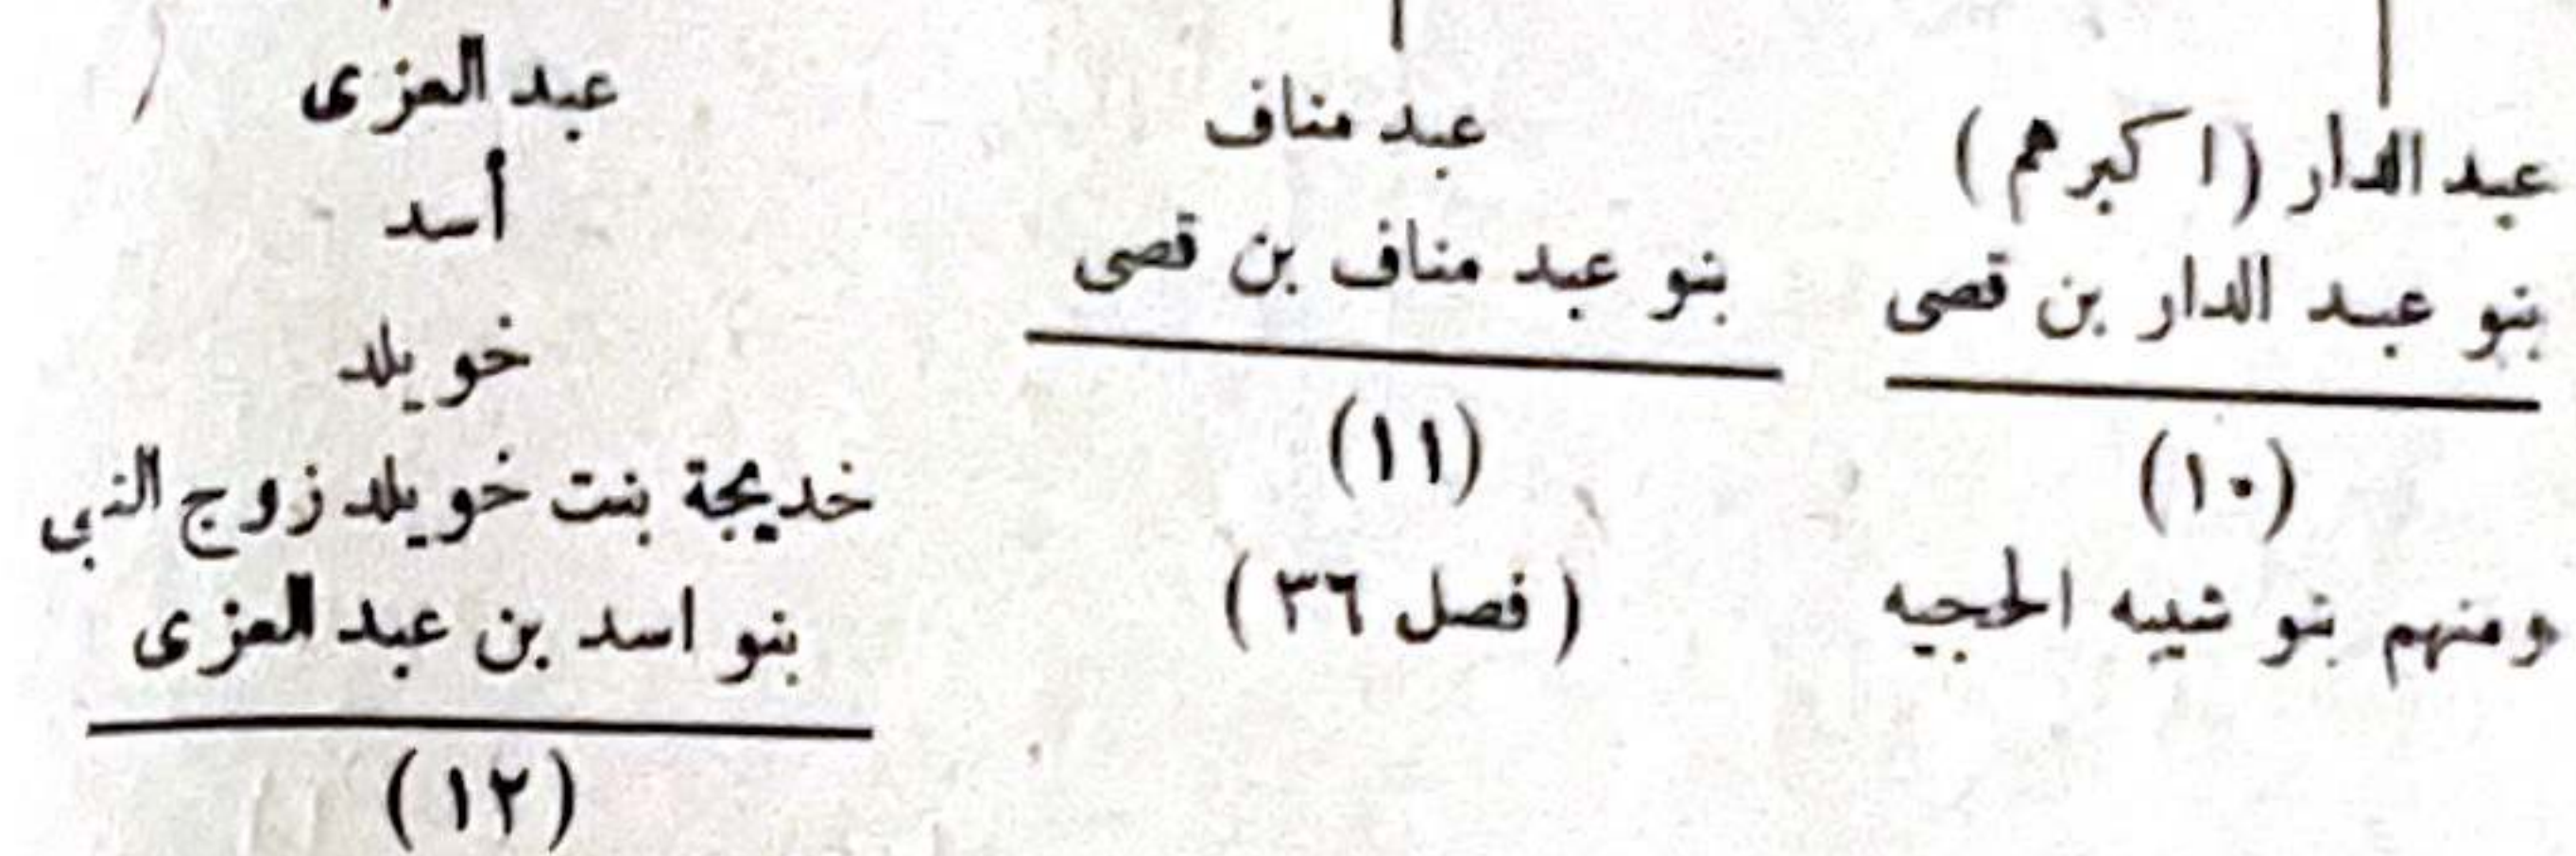 عبد الدار (اكبرهم)
بنو عبد الدار بن قصى
(١٠)
ومنهم بنو شيبه الحجبيه
عبد مناف
بنو عبد مناف بن قصى
(١١)
(فصل ٣٦)
عبد العزى
أسد
خويلد
خديجة بنت خويلد زوج النبى
بنو اسد بن عبد العزى
(١٢)